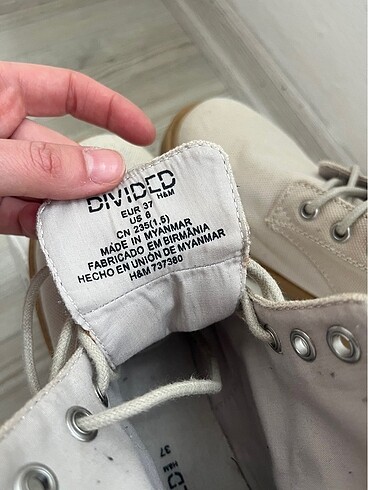 DIVIDED
H&M
EUR 37
US 6
CN 235(1,5)
MADE IN MYANMAR
FABRICADO EM BIRMÂNIA
HECHO EN UNIÓN DE MYANMAR
H&M 737380
H&M
37